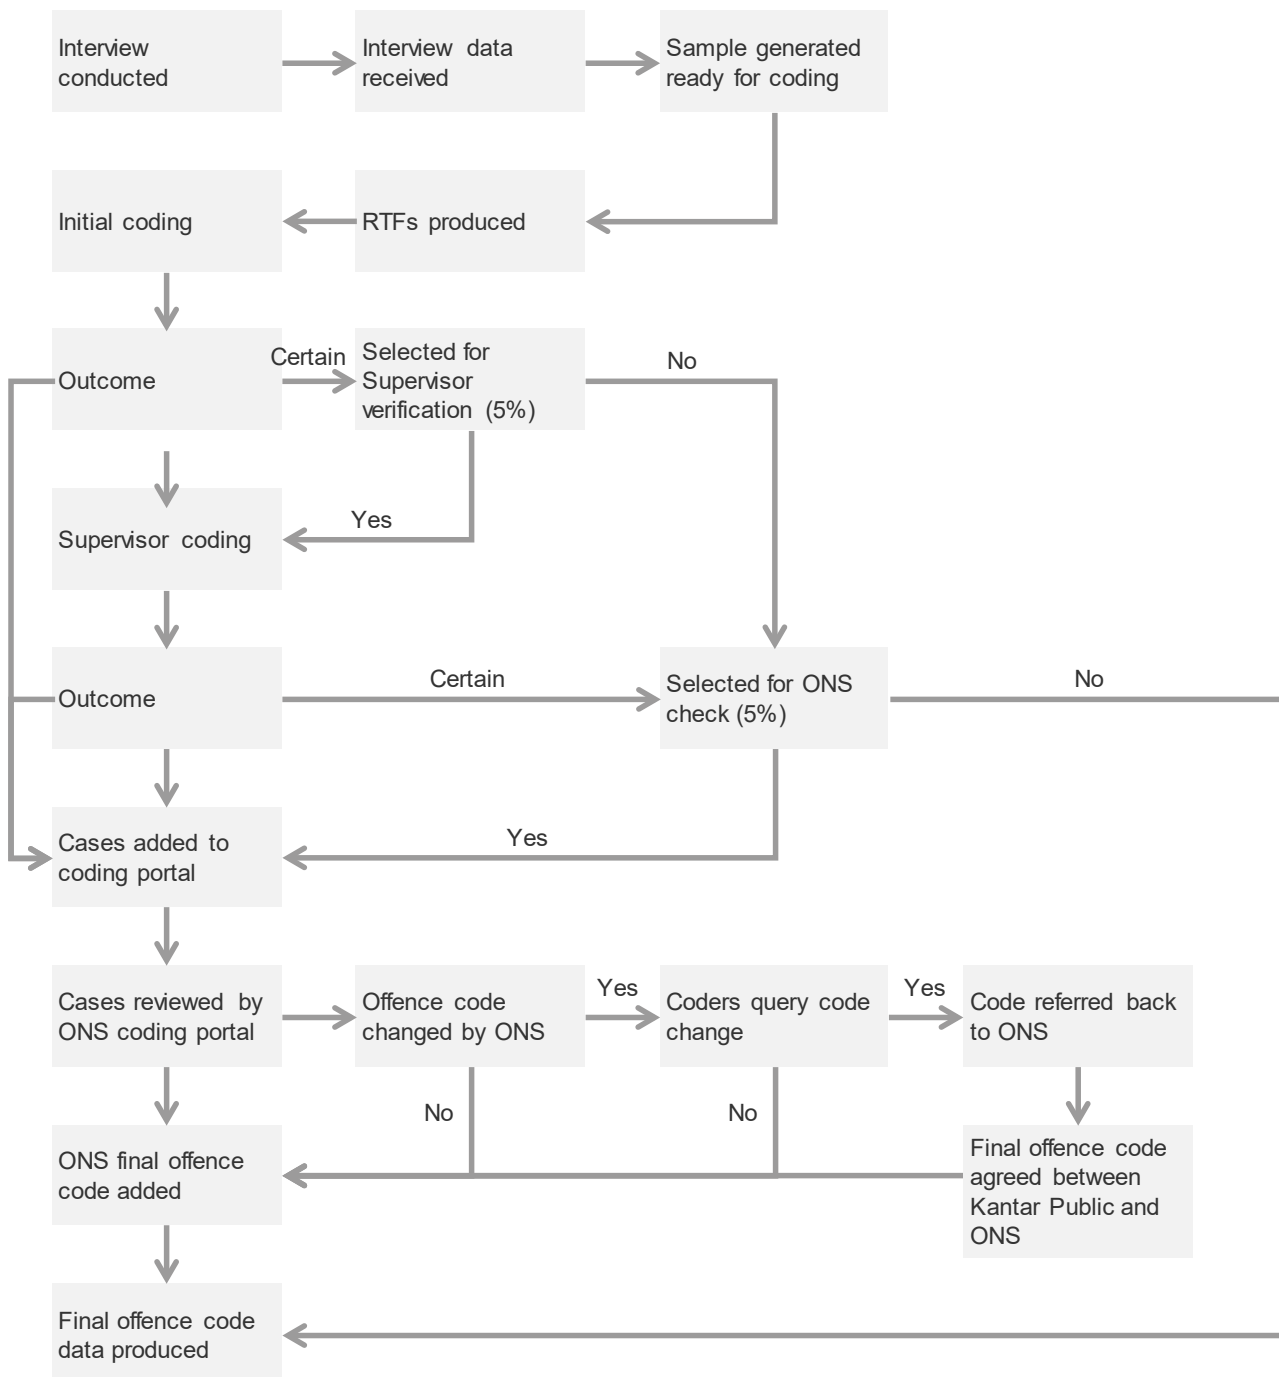 Interview
conducted
Interview data
received
Sample generated
ready for coding
Initial coding
RTFs produced
Outcome
Certain
Selected for
Supervisor
verification (5%)
No
Supervisor coding
Yes
Outcome
Certain
Selected for ONS
check (5%)
No
Cases added to
coding portal
Yes
Cases reviewed by
ONS coding portal
Offence code
changed by ONS
Yes
Coders query code
change
Yes
Code referred back
to ONS
No
No
ONS final offence
code added
Final offence code
agreed between
Kantar Public and
ONS
Final offence code
data produced